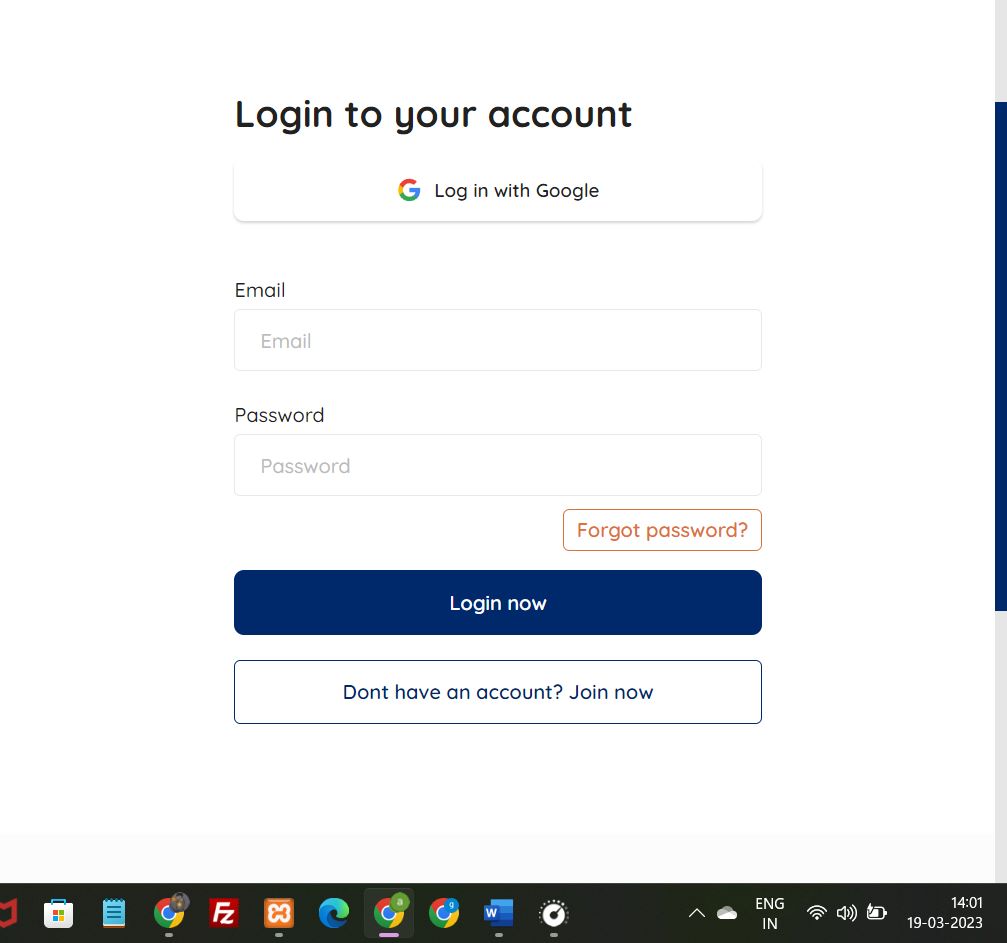 Login to your account
Log in with Google
Email
Email
Password
Password
Forgot password?
Login now
Dont have an account? Join now
a
g
Fz
W
ENG
IN
14:01
19-03-2023